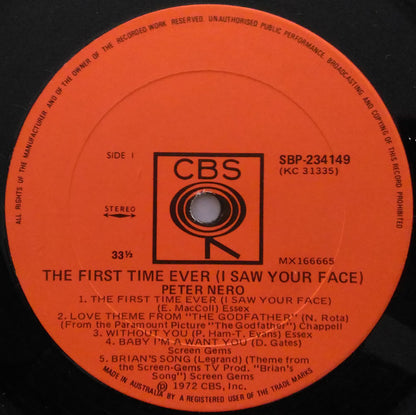 ALL RIGHTS OF THE MANUFACTURER AND OF THE OWNER OF THE RECORDED WORK RESERVED. UNAUTHORISED PUBLIC PERFORMANCE, BROADCASTING AND COPYING OF THIS RECORD PROHIBITED
SIDE 1
CBS
SBP-234149
(KC 31335)
STEREO
33⅓
MX166665
THE FIRST TIME EVER (I SAW YOUR FACE)
PETER NERO
1. THE FIRST TIME EVER (I SAW YOUR FACE)
(E. MacColl) Essex
2. LOVE THEME FROM "THE GODFATHER" (N. Rota)
(From the Paramount Picture "The Godfather") Chappell
3. WITHOUT YOU (P. Ham-T. Evans) Essex
4. BABY I'M A WANT YOU (D. Gates)
Screen Gems
5. BRIAN'S SONG (Legrand) (Theme from
the Screen-Gems TV Prod. "Brian's
Song") Screen Gems
℗ 1972 CBS, Inc.
MADE IN AUSTRALIA BY A REGISTERED USER OF THE TRADE MARKS